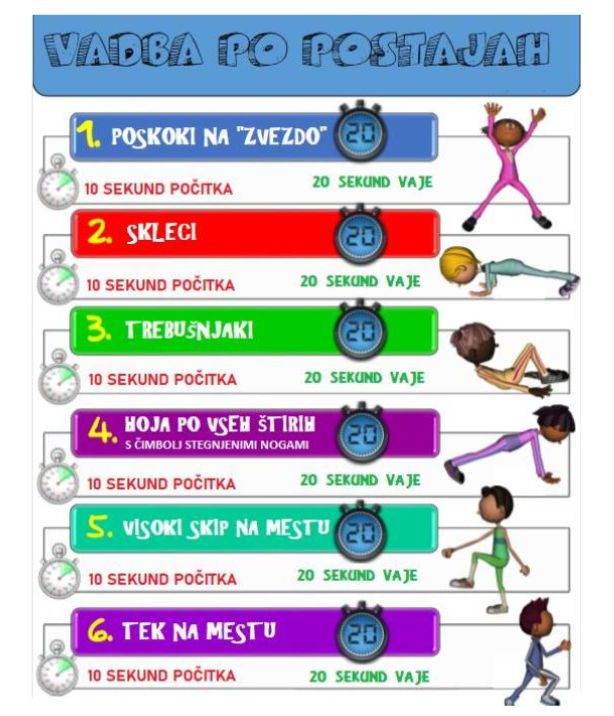 VADBA PO POSTAJAH
1. POSKOKI NA "ZVEZDO" 20
10 SEKUND POČITKA 20 SEKUND VAJE
2. SKLECI 20
10 SEKUND POČITKA 20 SEKUND VAJE
3. TREBUŠNJAKI 20
10 SEKUND POČITKA 20 SEKUND VAJE
4. HOJA PO VSEH ŠTIRIH 20
S ČIMBOLJ STEGNJENIMI NOGAMI
10 SEKUND POČITKA 20 SEKUND VAJE
5. VISOKI SKIP NA MESTU 20
10 SEKUND POČITKA 20 SEKUND VAJE
6. TEK NA MESTU 20
10 SEKUND POČITKA 20 SEKUND VAJE